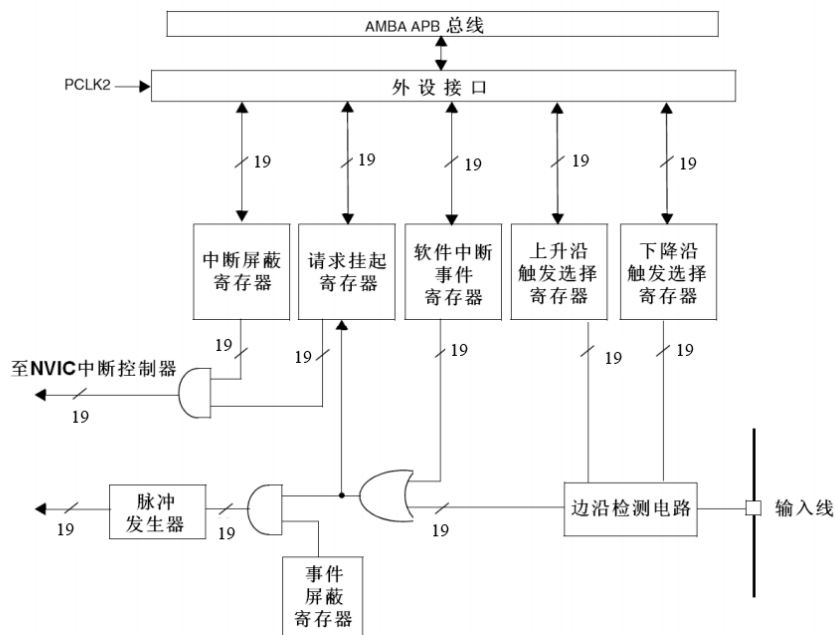 AMBA APB 总线
PCLK2
外设接口
19
19
19
19
19
中断屏蔽
寄存器
请求挂起
寄存器
软件中断
事件
寄存器
上升沿
触发选择
寄存器
下降沿
触发选择
寄存器
19
19
19
19
19
至NVIC中断控制器
19
脉冲
发生器
19
19
19
边沿检测电路
输入线
事件
屏蔽
寄存器